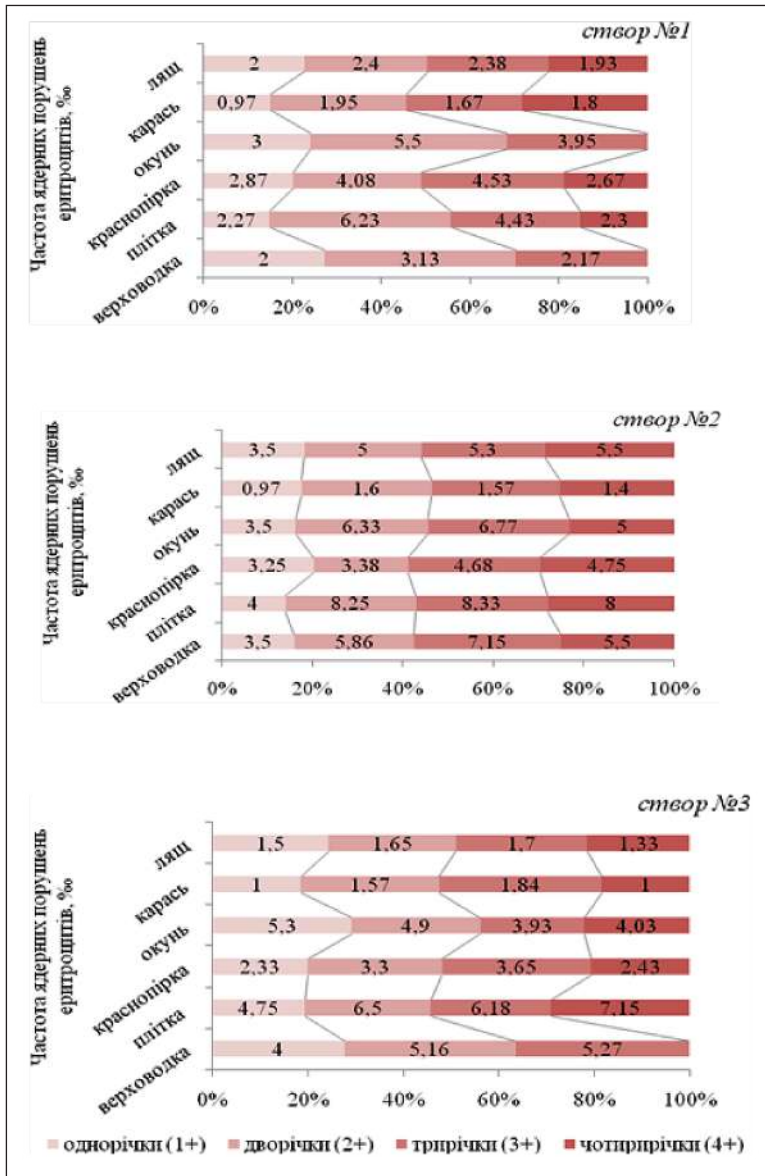 створ №1
Частота ядерних порушень
еритроцитів, ‰
лящ
2 2,4 2,38 1,93
карась
0,97 1,95 1,67 1,8
окунь
3 5,5 3,95
краснопірка
2,87 4,08 4,53 2,67
плітка
2,27 6,23 4,43 2,3
верховодка
2 3,13 2,17
0% 20% 40% 60% 80% 100%
створ №2
Частота ядерних порушень
еритроцитів, ‰
лящ
3,5 5 5,3 5,5
карась
0,97 1,6 1,57 1,4
окунь
3,5 6,33 6,77 5
краснопірка
3,25 3,38 4,68 4,75
плітка
4 8,25 8,33 8
верховодка
3,5 5,86 7,15 5,5
0% 20% 40% 60% 80% 100%
створ №3
Частота ядерних порушень
еритроцитів, ‰
лящ
1,5 1,65 1,7 1,33
карась
1 1,57 1,84 1
окунь
5,3 4,9 3,93 4,03
краснопірка
2,33 3,3 3,65 2,43
плітка
4,75 6,5 6,18 7,15
верховодка
4 5,16 5,27
0% 20% 40% 60% 80% 100%
однорічки (1+) дворічки (2+) трирічки (3+) чотирирічки (4+)